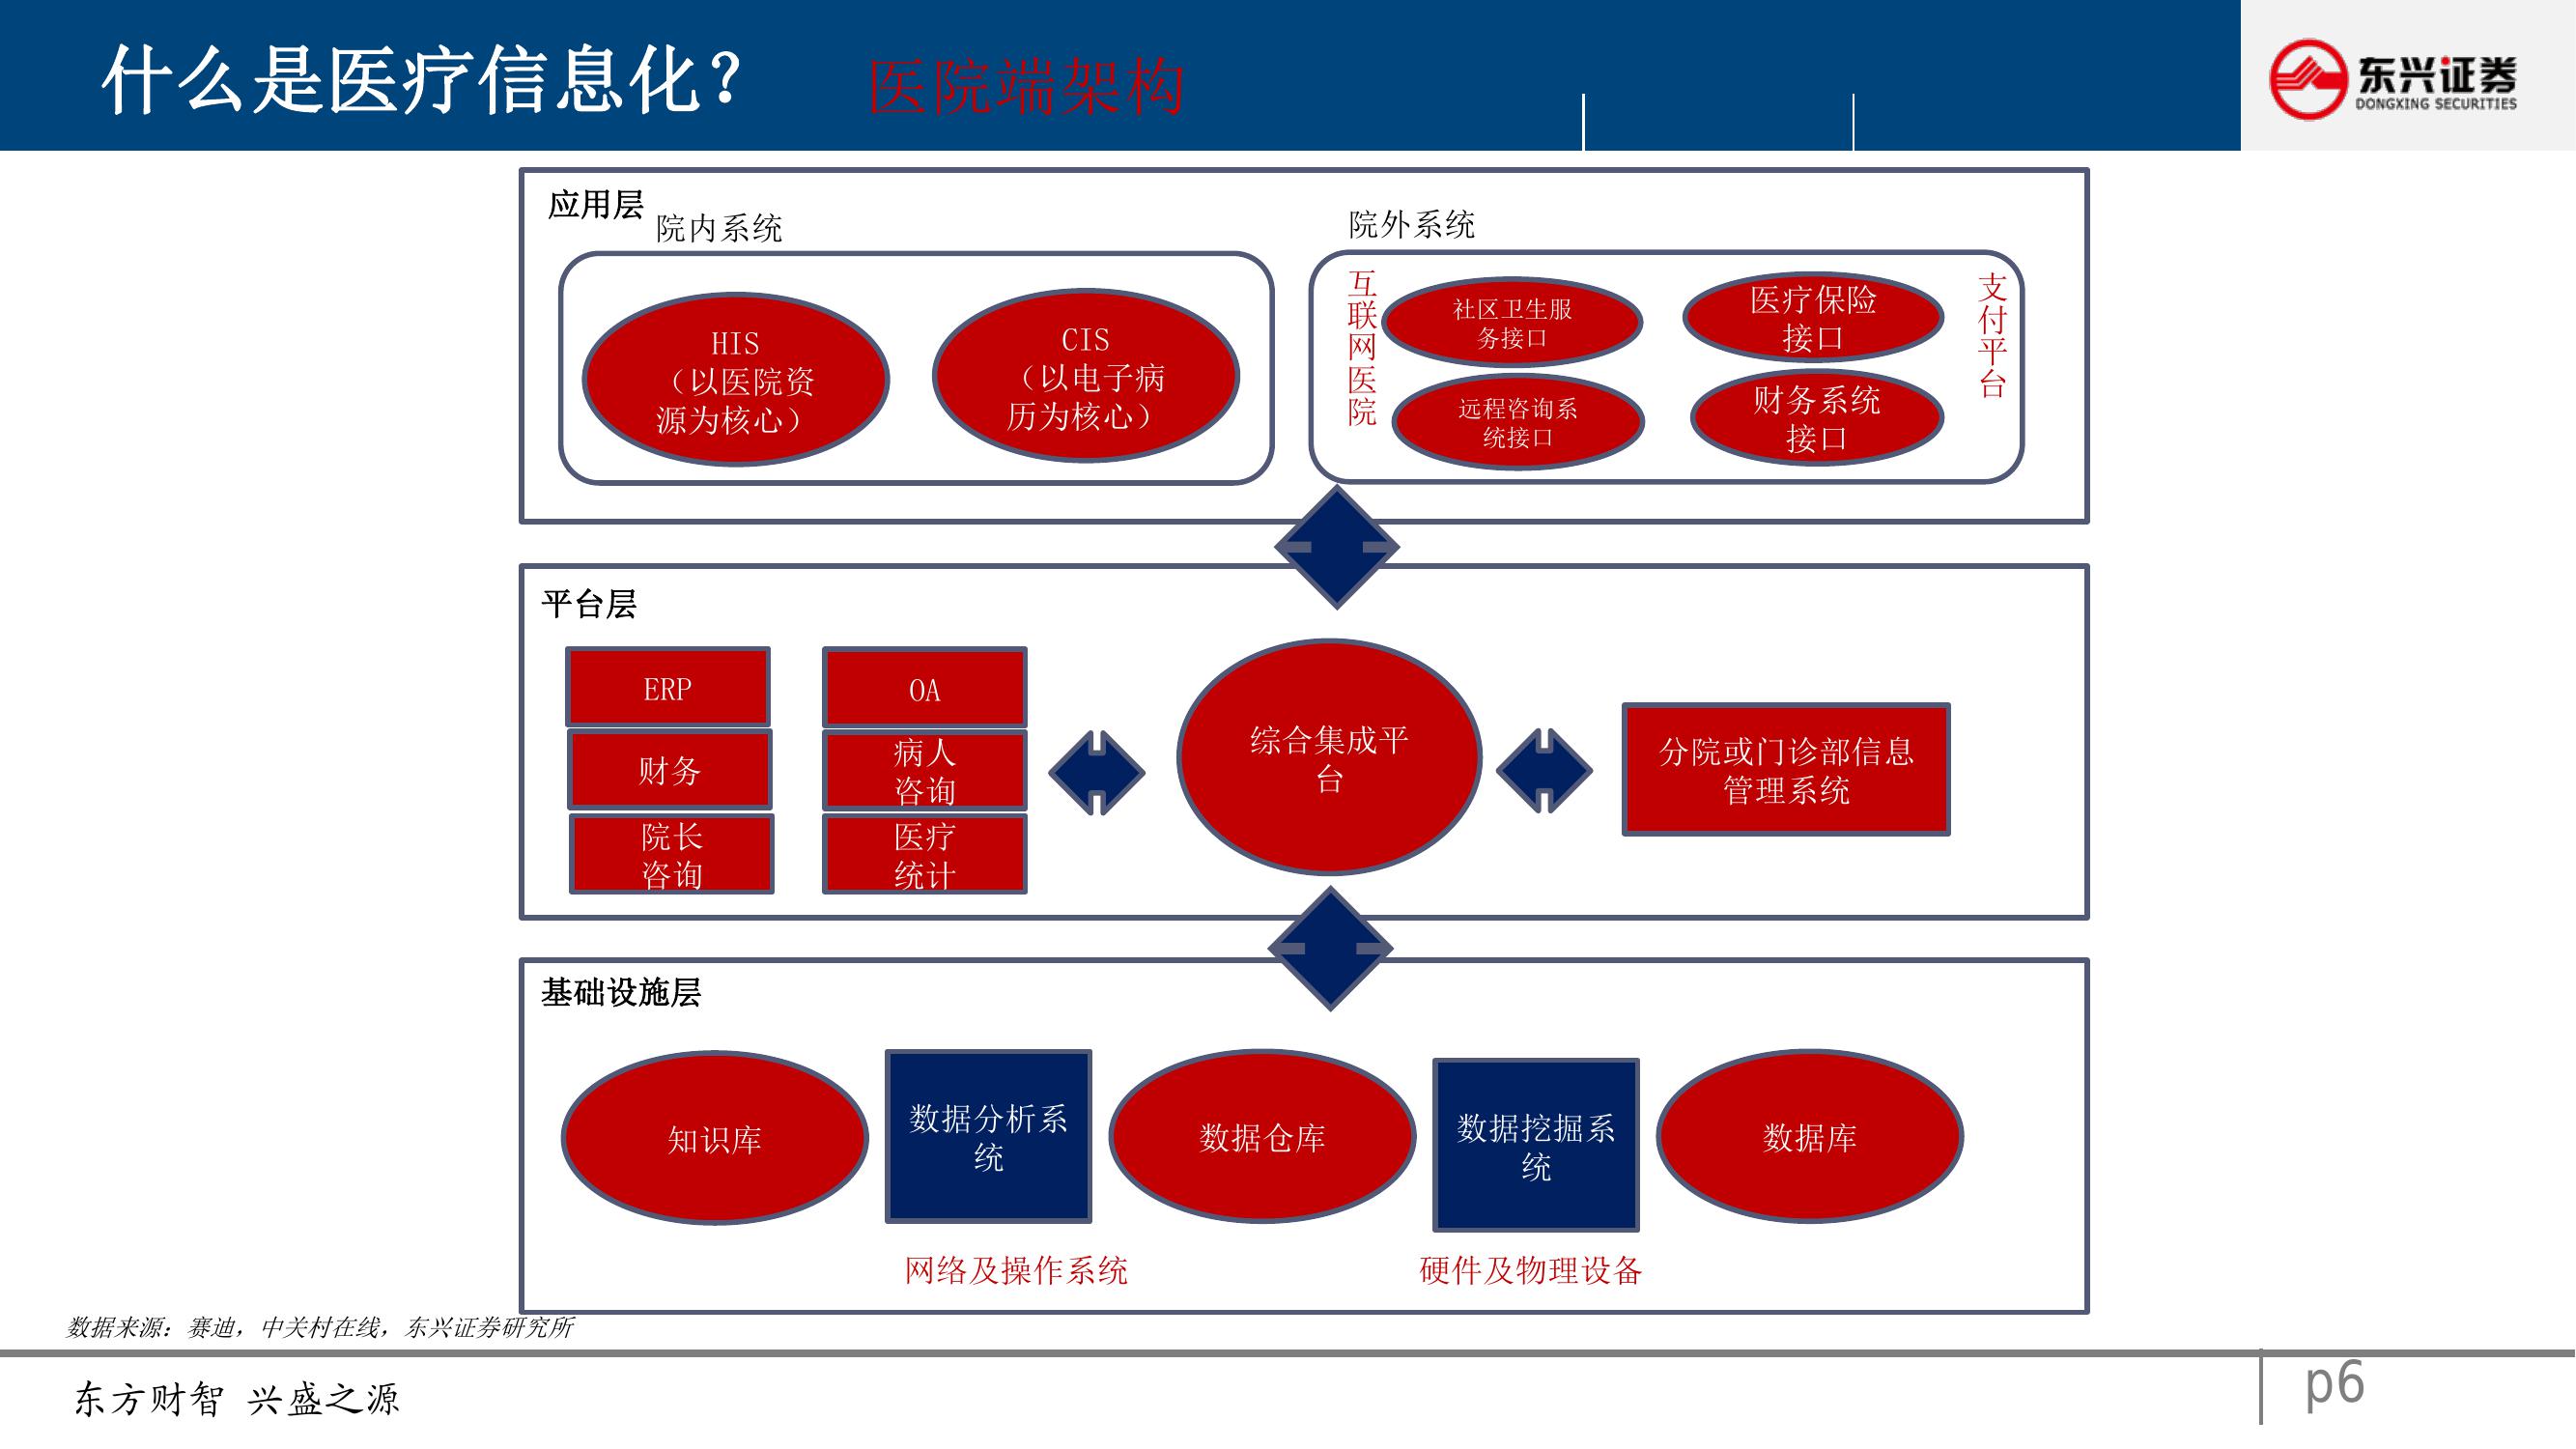 什么是医疗信息化？ 医院端架构
东兴证券
DONGXING SECURITIES
应用层
院内系统
院外系统
HIS
（以医院资
源为核心）
CIS
（以电子病
历为核心）
互联网医院
社区卫生服
务接口
医疗保险
接口
远程咨询系
统接口
财务系统
接口
支付平台
平台层
ERP
OA
财务
病人
咨询
院长
咨询
医疗
统计
综合集成平
台
分院或门诊部信息
管理系统
基础设施层
知识库
数据分析系
统
数据仓库
数据挖掘系
统
数据库
网络及操作系统
硬件及物理设备
数据来源：赛迪，中关村在线，东兴证券研究所
东方财智 兴盛之源
p6